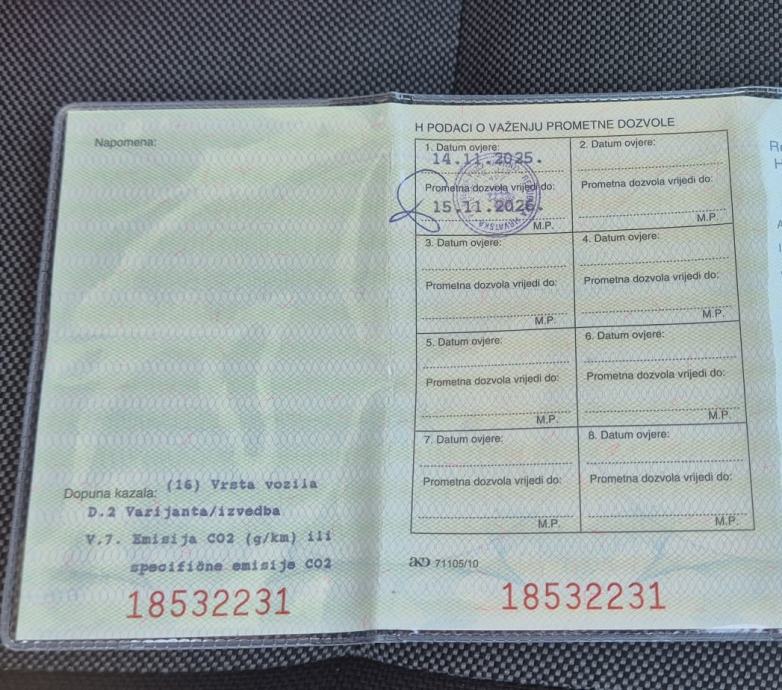 Napomena:
Dopuna kazala: (16) Vrsta vozila
D.2 Varijanta/izvedba
V.7. Emisija CO2 (g/km) ili
specifične emisije CO2
18532231
H PODACI O VAŽENJU PROMETNE DOZVOLE
1. Datum ovjere:
14.11.2025.
Prometna dozvola vrijedi do:
15.11.2026.
M.P.
2. Datum ovjere:
Prometna dozvola vrijedi do:
M.P.
3. Datum ovjere:
Prometna dozvola vrijedi do:
M.P.
4. Datum ovjere:
Prometna dozvola vrijedi do:
M.P.
5. Datum ovjere:
Prometna dozvola vrijedi do:
M.P.
6. Datum ovjere:
Prometna dozvola vrijedi do:
M.P.
7. Datum ovjere:
Prometna dozvola vrijedi do:
M.P.
8. Datum ovjere:
Prometna dozvola vrijedi do:
M.P.
akd 71105/10
18532231